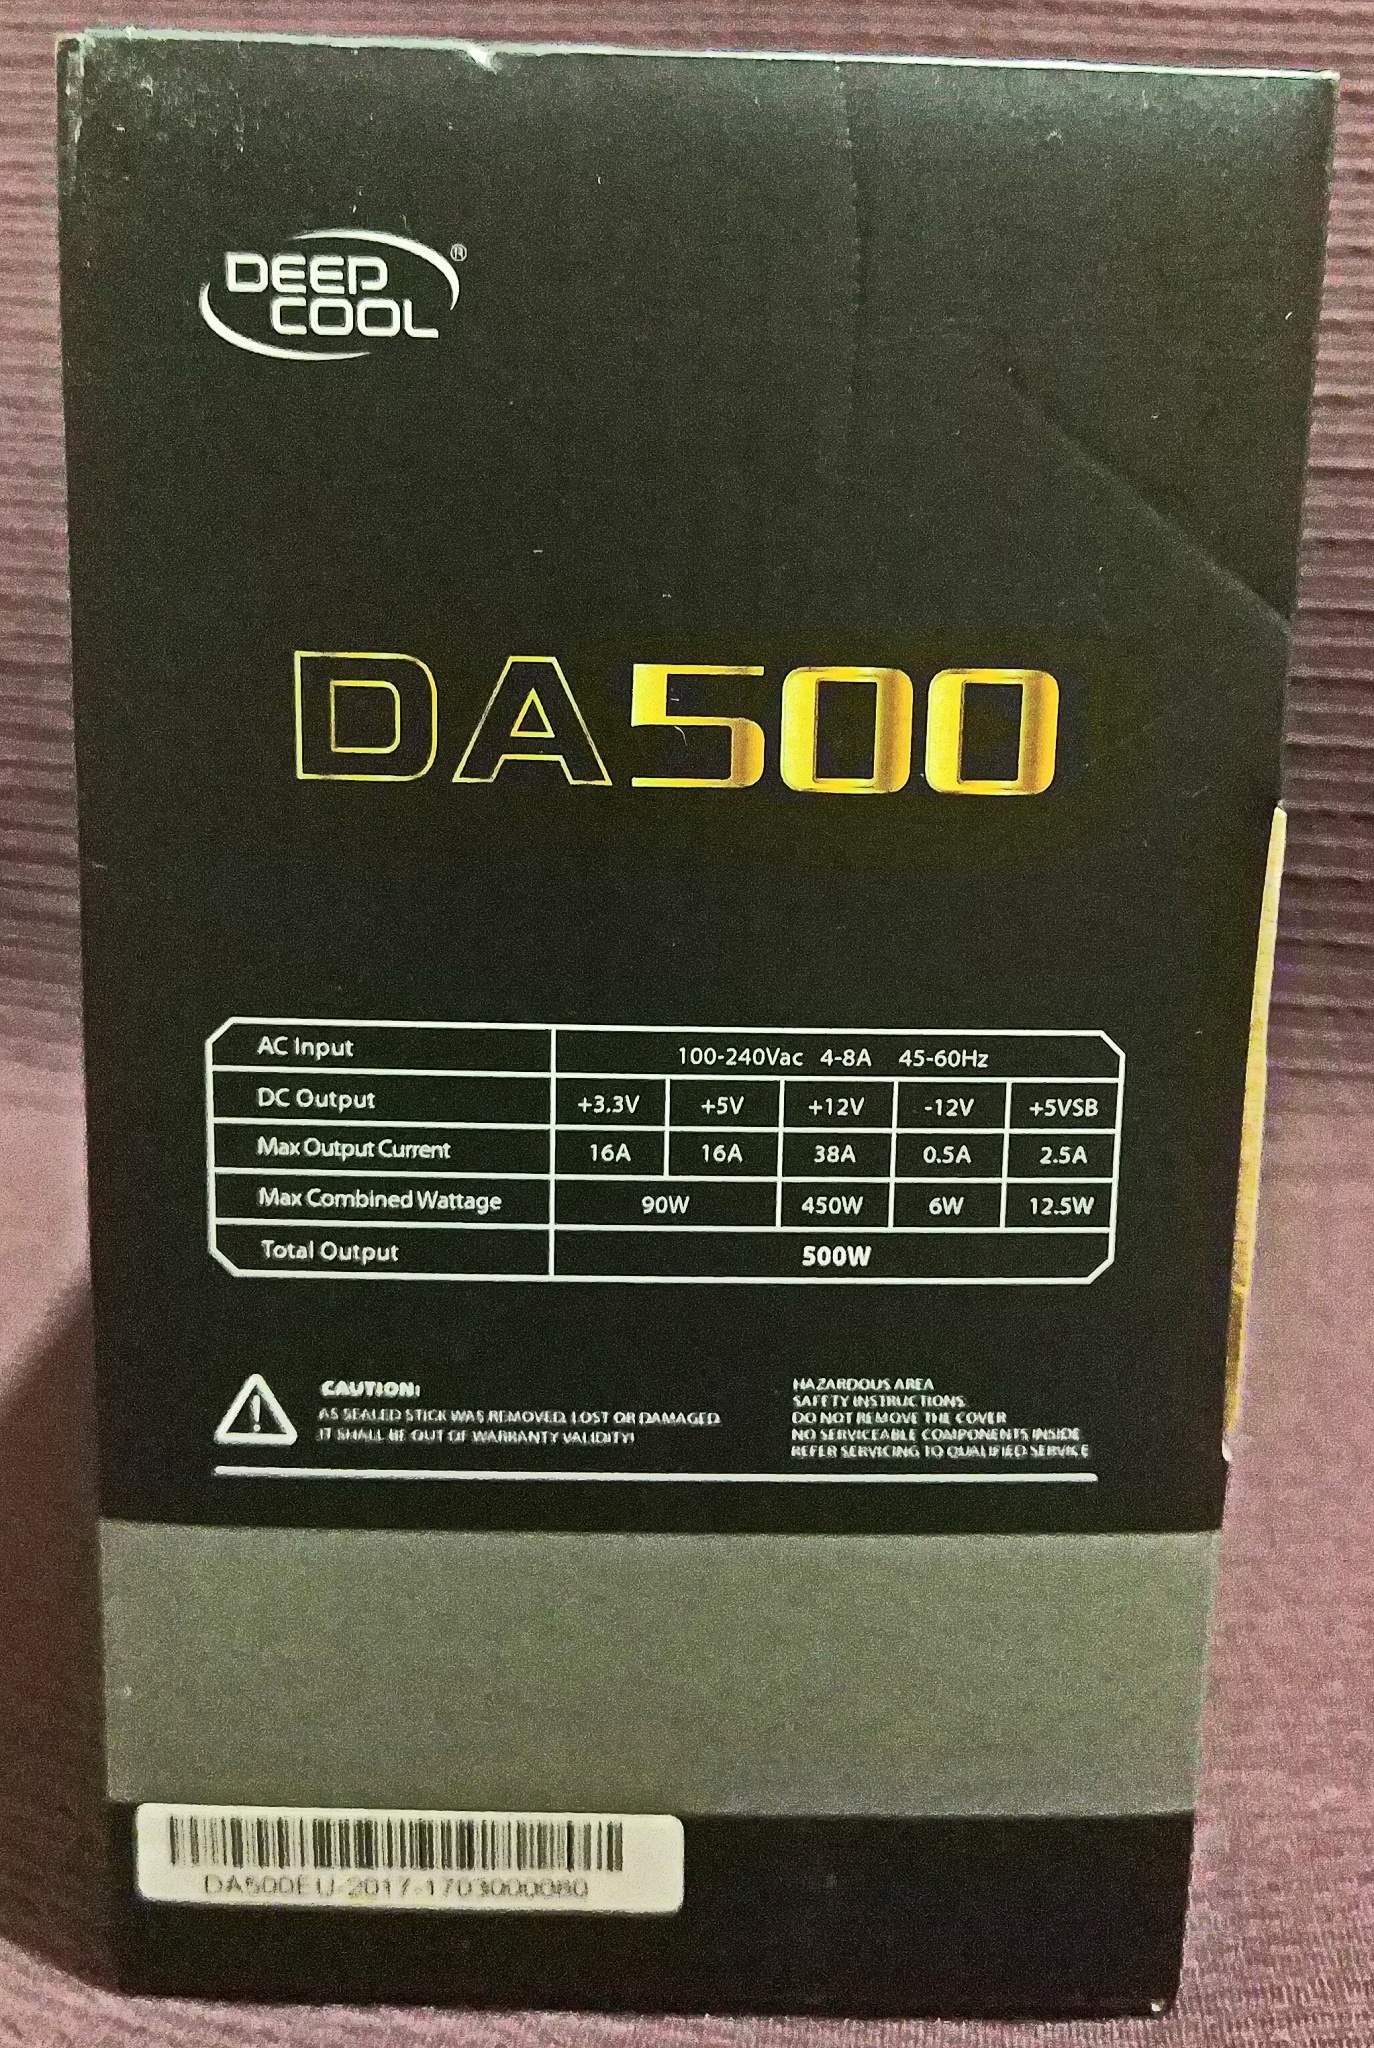 DEEP
COOL ®
DA500
AC Input 100-240Vac 4-8A 45-60Hz
DC Output +3.3V +5V +12V -12V +5VSB
Max Output Current 16A 16A 38A 0.5A 2.5A
Max Combined Wattage 90W 450W 6W 12.5W
Total Output 500W
CAUTION:
AS SEALED STICK WAS REMOVED, LOST OR DAMAGED
IT SHALL BE OUT OF WARRANTY VALIDITY!
HAZARDOUS AREA
SAFETY INSTRUCTIONS
DO NOT REMOVE THE COVER
NO SERVICEABLE COMPONENTS INSIDE
REFER SERVICING TO QUALIFIED SERVICE
DA500EU-2017-1703000080